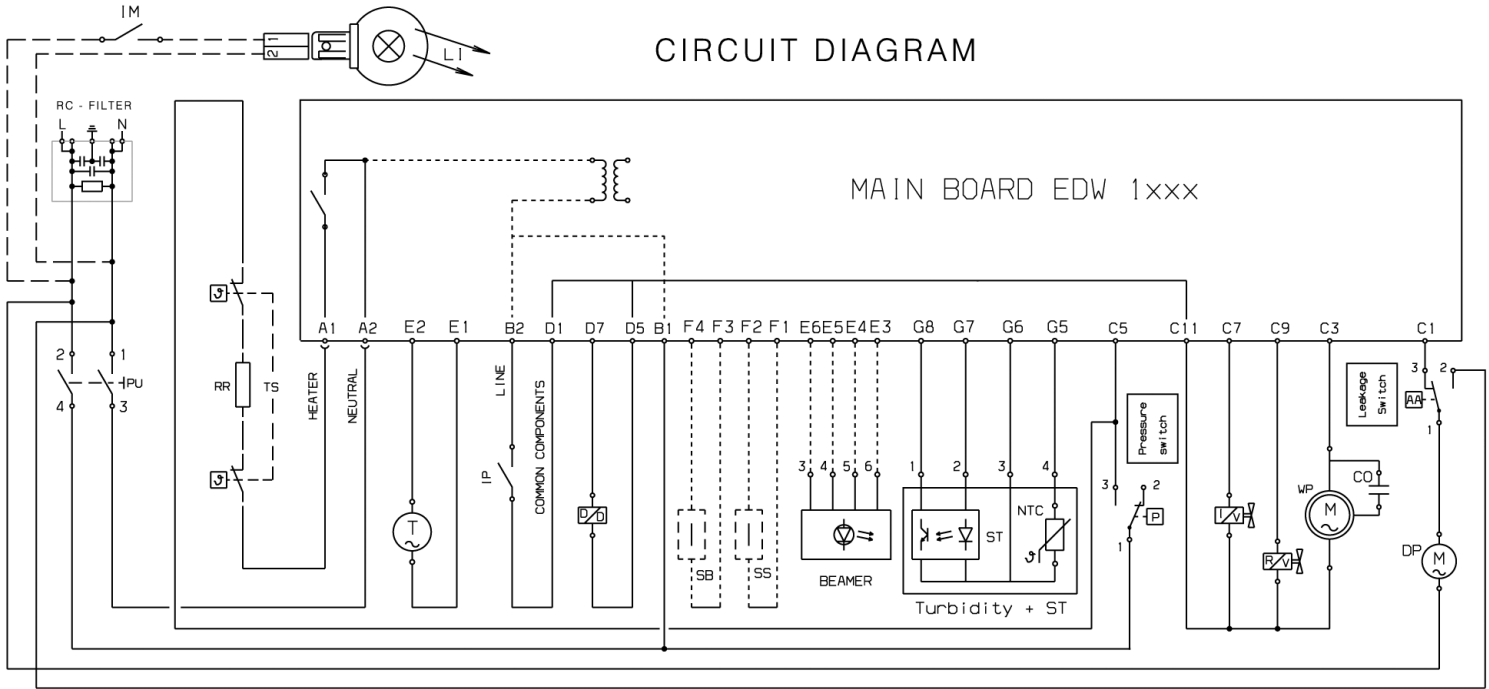 IM
1
2
LI
CIRCUIT DIAGRAM
RC - FILTER
L N
MAIN BOARD EDW 1xxx
A1 A2 E2 E1 B2 D1 D7 D5 B1 F4 F3 F2 F1 E6 E5 E4 E3 G8 G7 G6 G5 C5 C11 C7 C9 C3 C1
ϑ
2 1
PU
4 3
RR TS
ϑ
HEATER
NEUTRAL
LINE
COMMON COMPONENTS
IP
T
D/D
SB
SS
3 4 5 6
BEAMER
1 2 3 4
ST
NTC
ϑ
Turbidity + ST
Pressure
switch
3 2
P
1
I/V
R/V
WP
M
CO
Leakage
Switch
3 2
AA
1
DP
M